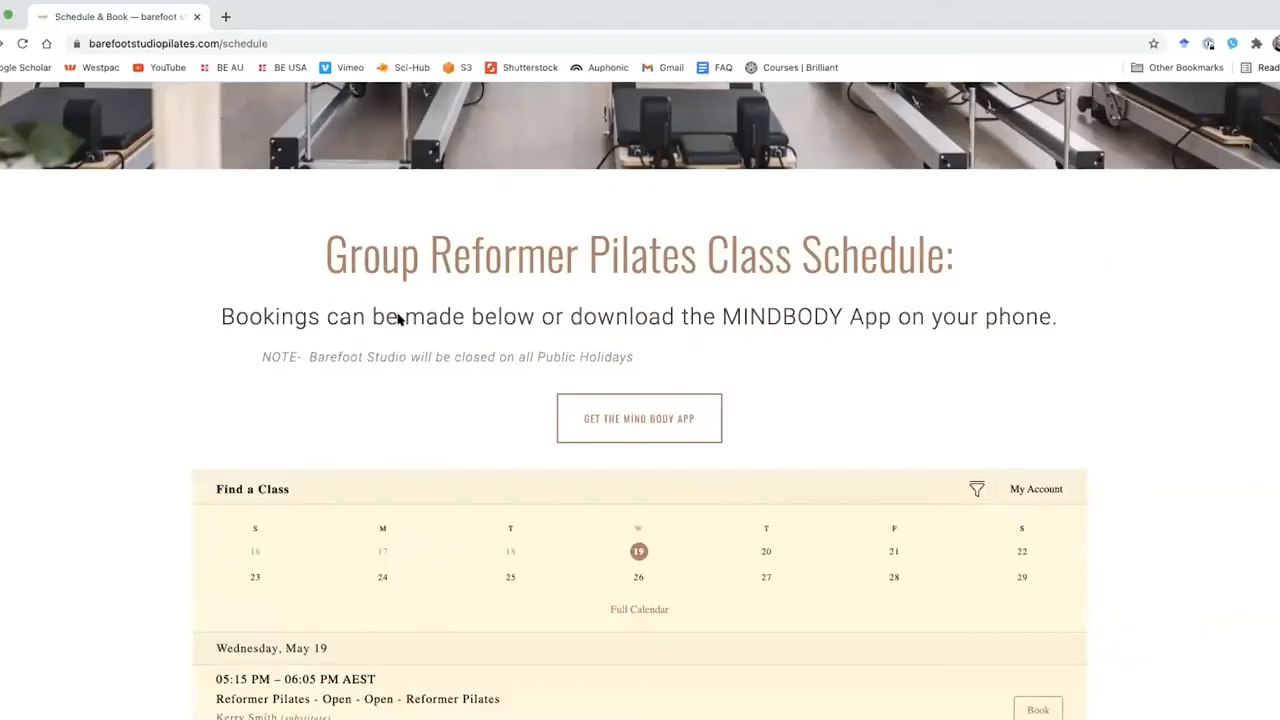 Schedule & Book — barefoot s
barefootstudiopilates.com/schedule
ogle Scholar Westpac YouTube BE AU BE USA Vimeo Sci-Hub S3 Shutterstock Auphonic Gmail FAQ Courses | Brilliant Other Bookmarks Read
Group Reformer Pilates Class Schedule:
Bookings can be made below or download the MINDBODY App on your phone.
NOTE- Barefoot Studio will be closed on all Public Holidays
GET THE MIND BODY APP
Find a Class My Account
S M T W T F S
16 17 18 19 20 21 22
23 24 25 26 27 28 29
Full Calendar
Wednesday, May 19
05:15 PM – 06:05 PM AEST
Reformer Pilates - Open - Open - Reformer Pilates
Book
Kerry Smith (substitute)